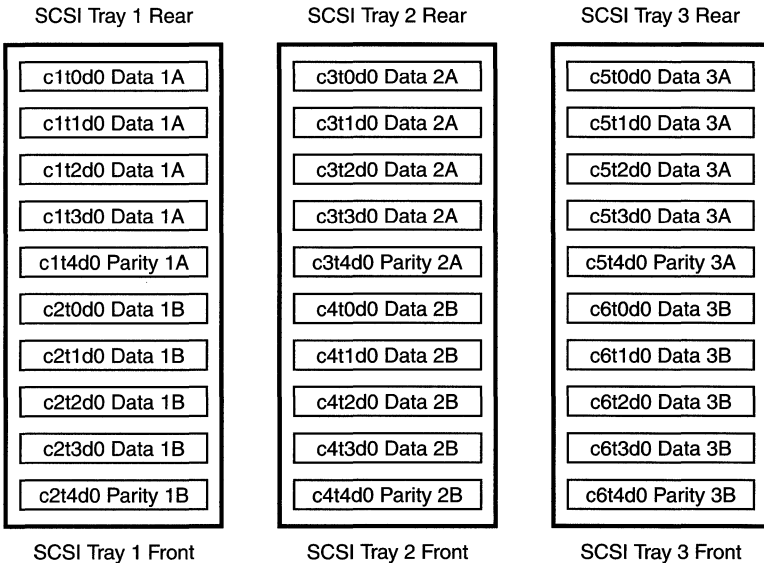 SCSI Tray 1 Rear
c1t0d0 Data 1A
c1t1d0 Data 1A
c1t2d0 Data 1A
c1t3d0 Data 1A
c1t4d0 Parity 1A
c2t0d0 Data 1B
c2t1d0 Data 1B
c2t2d0 Data 1B
c2t3d0 Data 1B
c2t4d0 Parity 1B
SCSI Tray 1 Front
SCSI Tray 2 Rear
c3t0d0 Data 2A
c3t1d0 Data 2A
c3t2d0 Data 2A
c3t3d0 Data 2A
c3t4d0 Parity 2A
c4t0d0 Data 2B
c4t1d0 Data 2B
c4t2d0 Data 2B
c4t3d0 Data 2B
c4t4d0 Parity 2B
SCSI Tray 2 Front
SCSI Tray 3 Rear
c5t0d0 Data 3A
c5t1d0 Data 3A
c5t2d0 Data 3A
c5t3d0 Data 3A
c5t4d0 Parity 3A
c6t0d0 Data 3B
c6t1d0 Data 3B
c6t2d0 Data 3B
c6t3d0 Data 3B
c6t4d0 Parity 3B
SCSI Tray 3 Front